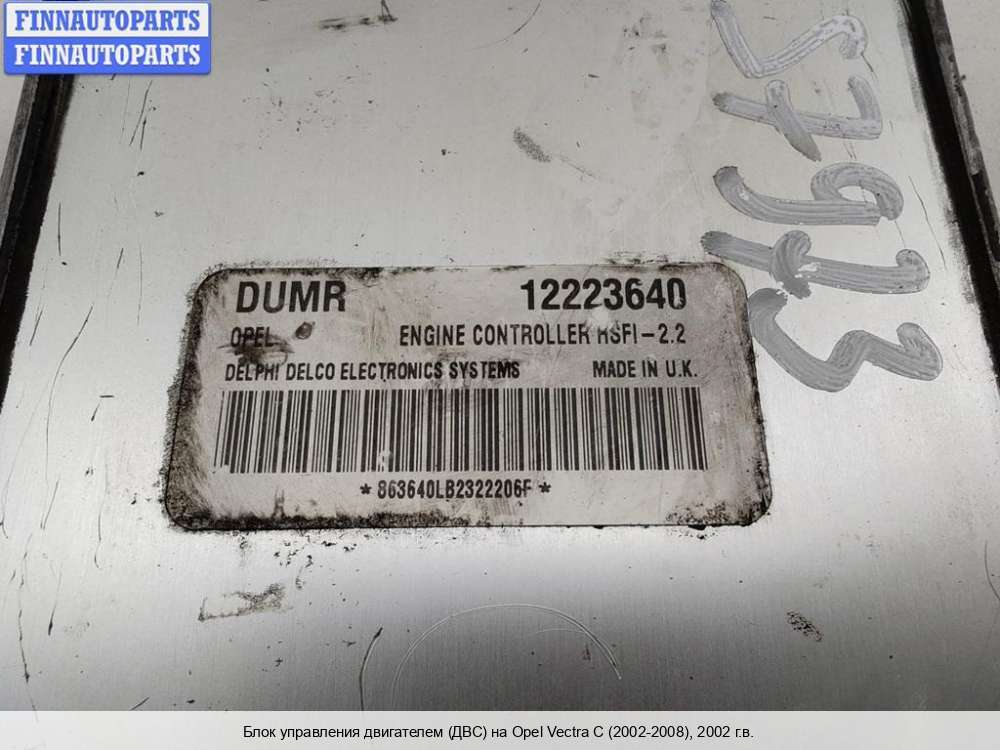 FINNAUTOPARTS
FINNAUTOPARTS
DUMR 12223640
OPEL ENGINE CONTROLLER HSFI-2.2
DELPHI DELCO ELECTRONICS SYSTEMS MADE IN U.K.
*863640LB2322206F*
Блок управления двигателем (ДВС) на Opel Vectra C (2002-2008), 2002 г.в.